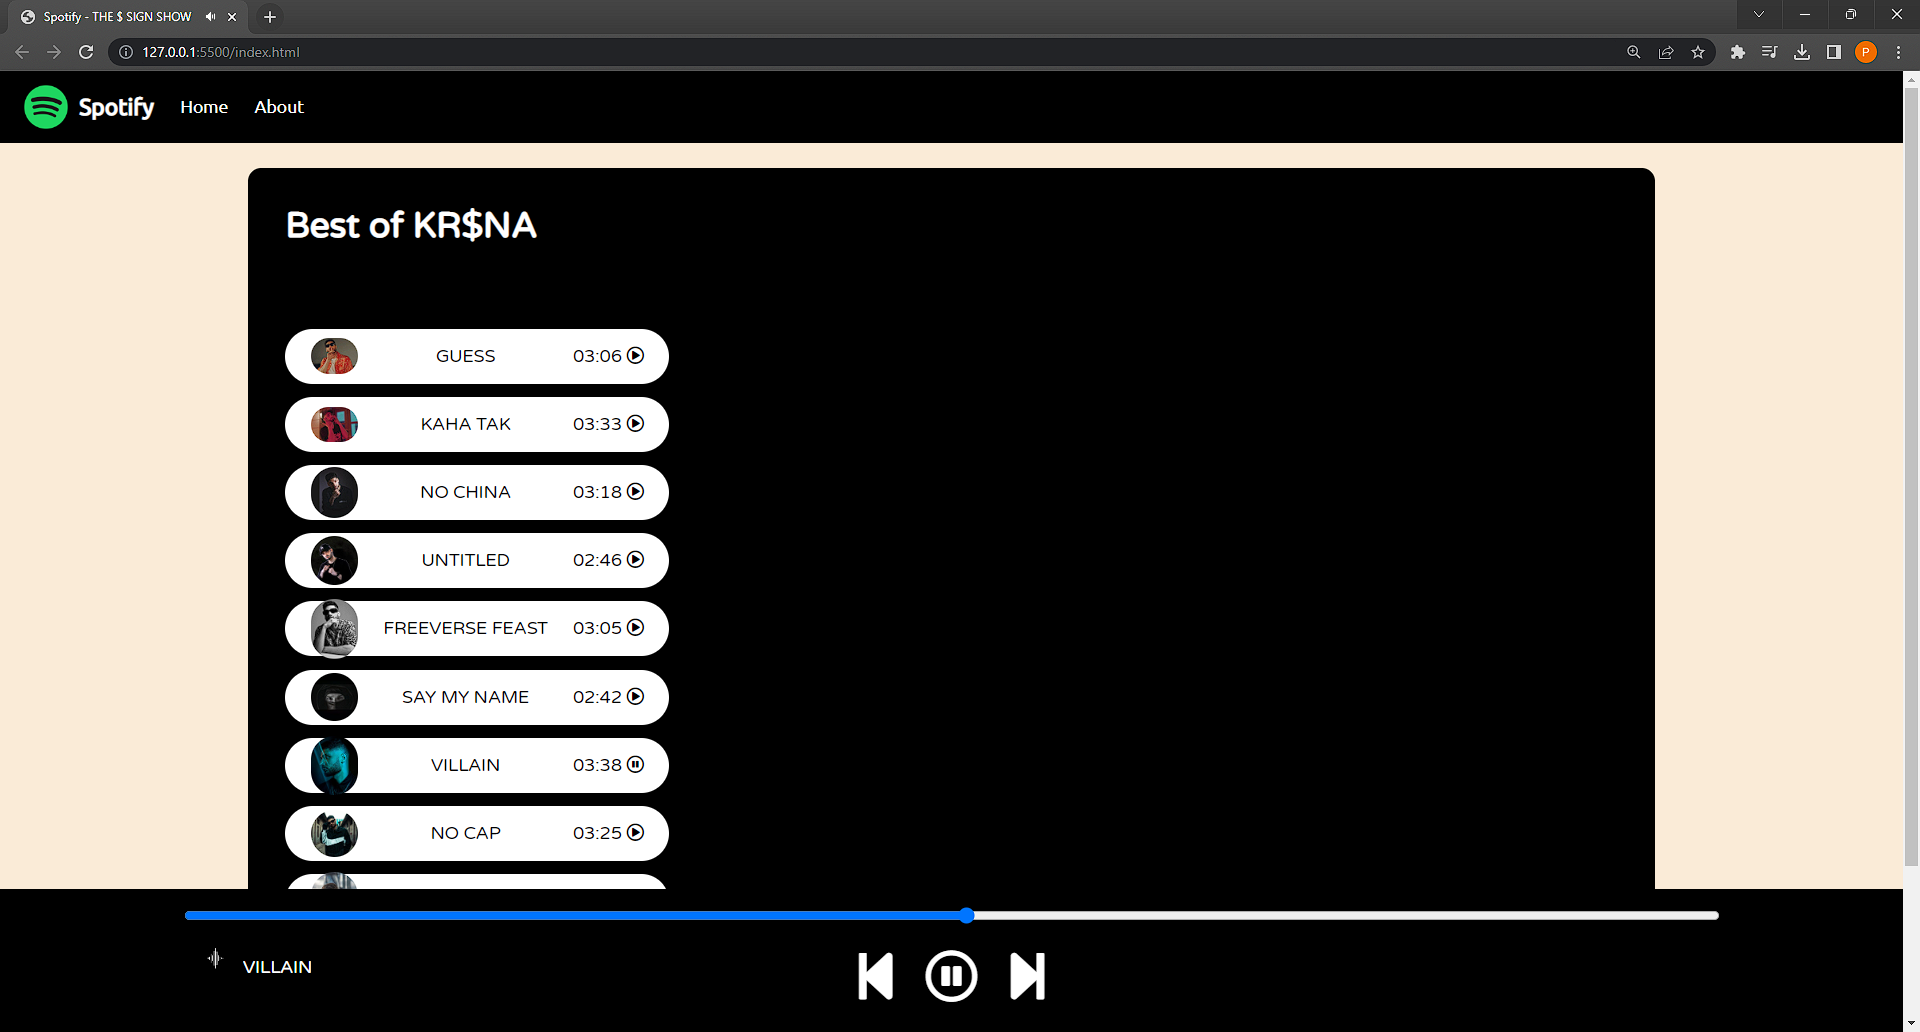 Spotify - THE $ SIGN SHOW
127.0.0.1:5500/index.html
P
Spotify Home About
Best of KR$NA
GUESS 03:06
KAHA TAK 03:33
NO CHINA 03:18
UNTITLED 02:46
FREEVERSE FEAST 03:05
SAY MY NAME 02:42
VILLAIN 03:38
NO CAP 03:25
VILLAIN